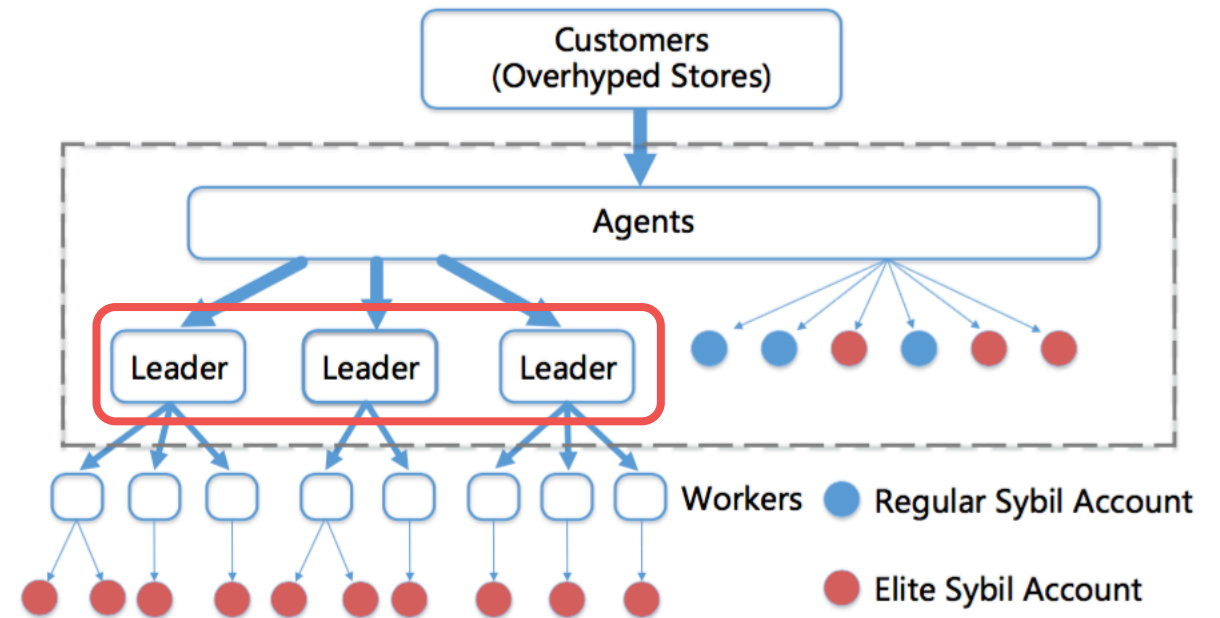 Customers
(Overhyped Stores)
Agents
Leader
Leader
Leader
Workers
Regular Sybil Account
Elite Sybil Account